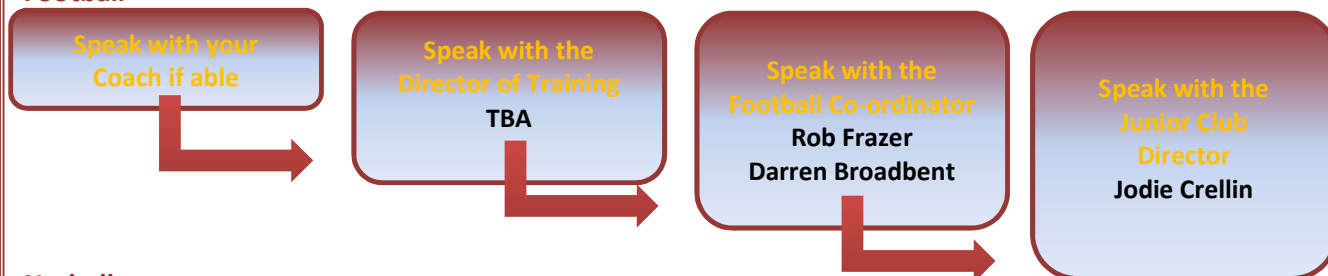 Football
Speak with your
Coach if able
Speak with the
Director of Training
TBA
Speak with the
Football Co-ordinator
Rob Frazer
Darren Broadbent
Speak with the
Junior Club
Director
Jodie Crellin